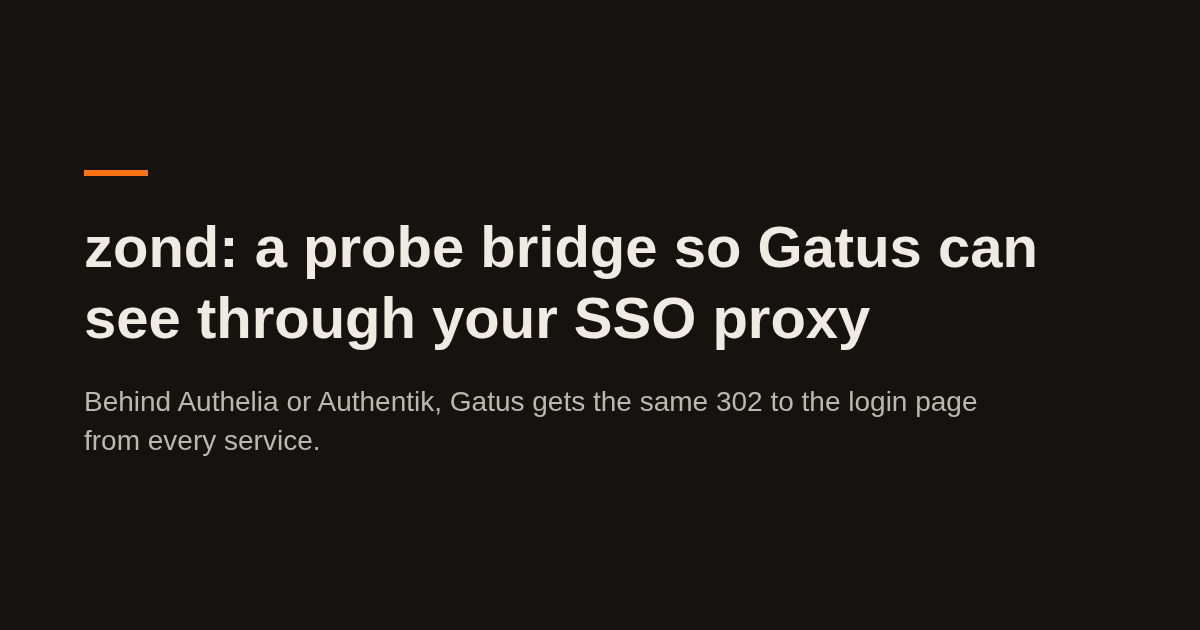 zond: a probe bridge so Gatus can
see through your SSO proxy
Behind Authelia or Authentik, Gatus gets the same 302 to the login page
from every service.